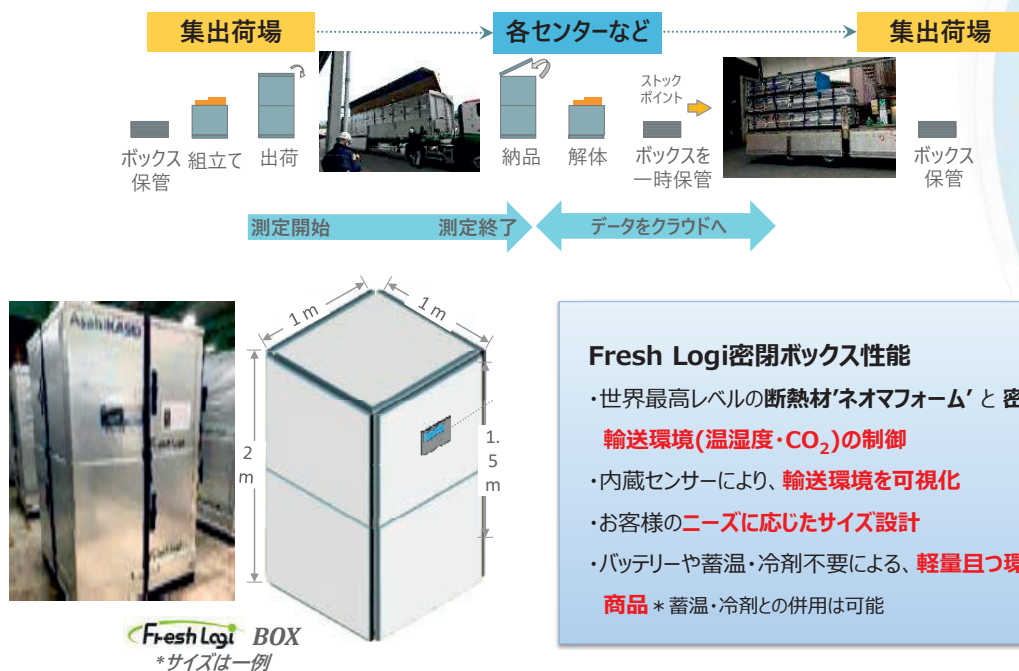 集出荷場
各センターなど
集出荷場
ストック
ポイント
ボックス
保管
組立て
出荷
納品
解体
ボックスを
一時保管
ボックス
保管
測定開始
測定終了
データをクラウドへ
AsahiKASEI
1m
1m
2
m
1.
5
m
Fresh Logi BOX
*サイズは一例
Fresh Logi密閉ボックス性能
・世界最高レベルの断熱材'ネオマフォーム' と 密
輸送環境(温湿度・CO2)の制御
・内蔵センサーにより、輸送環境を可視化
・お客様のニーズに応じたサイズ設計
・バッテリーや蓄温・冷剤不要による、軽量且つ環
商品 * 蓄温・冷剤との併用は可能